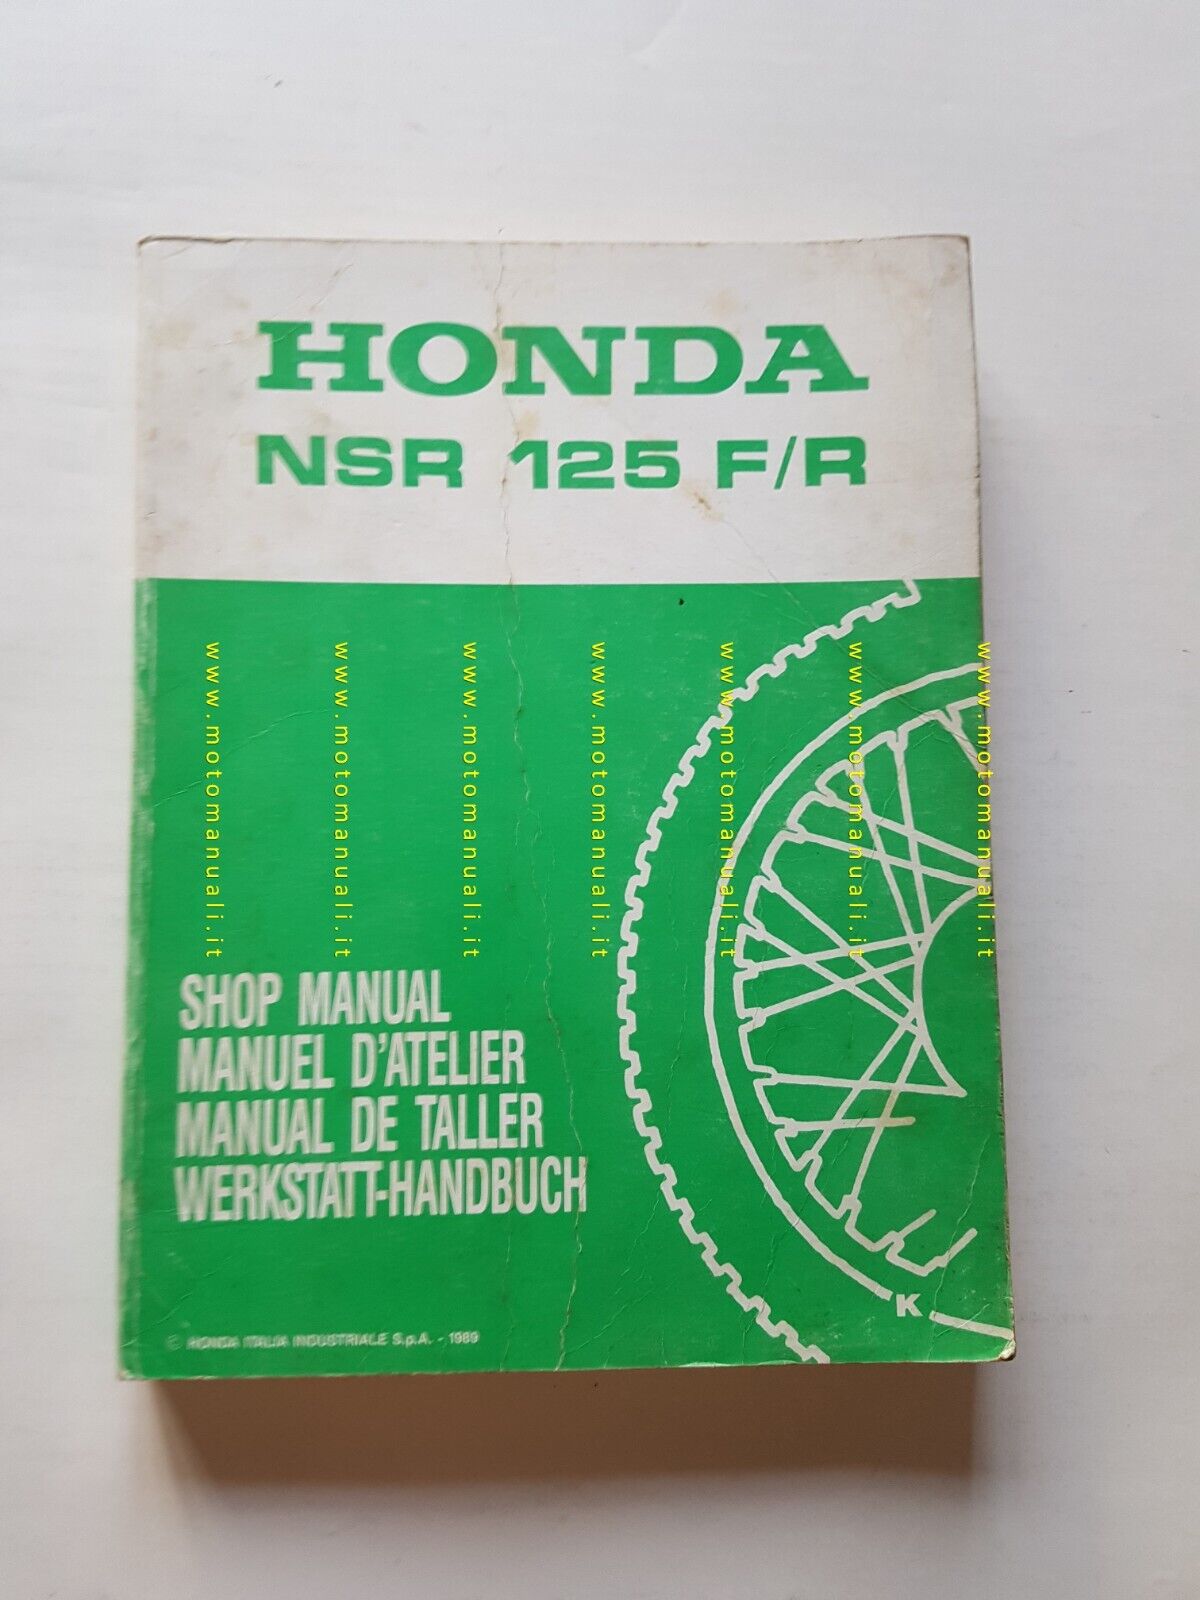 HONDA
NSR 125 F/R
www.motomanuali.it
www.motomanuali.it
www.motomanuali.it
www.motomanuali.it
www.motomanuali.it
www.motomanuali.it
www.motomanuali.it
SHOP MANUAL
MANUEL D'ATELIER
MANUAL DE TALLER
WERKSTATT-HANDBUCH
K
© HONDA ITALIA INDUSTRIALE S.p.A. - 1989